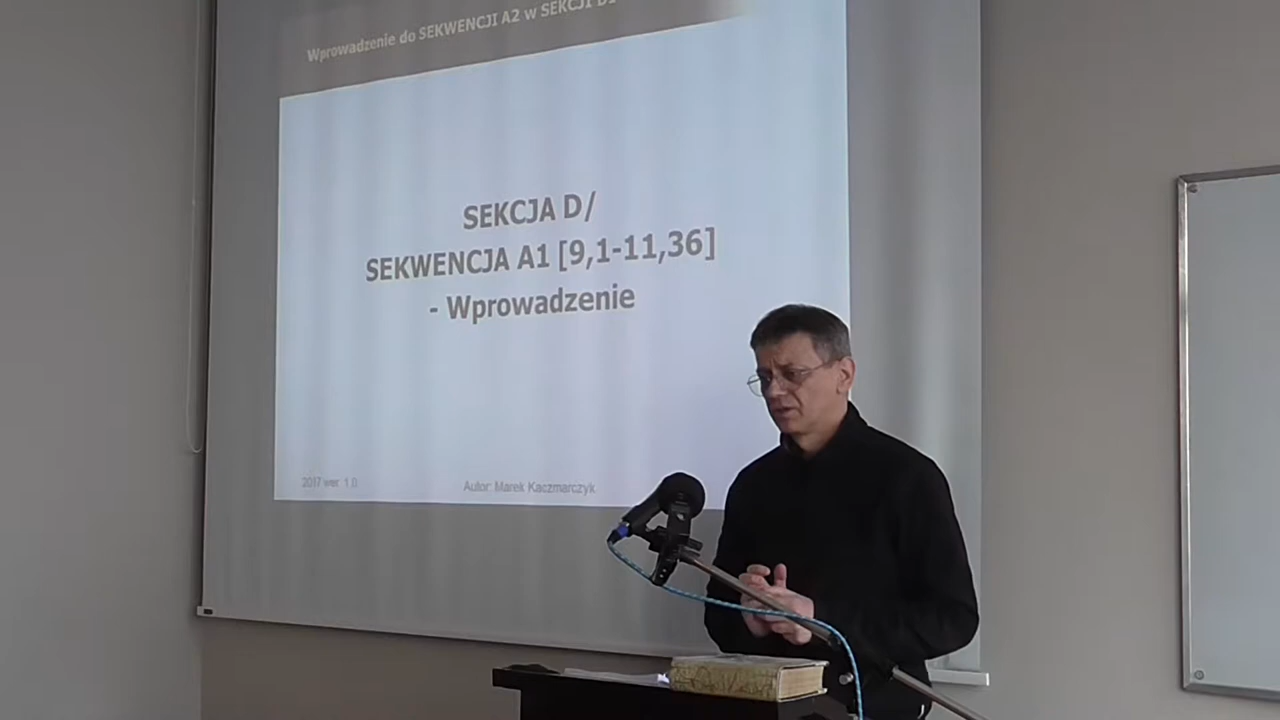 Wprowadzenie do SEKWENCJI A2 w SEKCJI D1
SEKCJA D/
SEKWENCJA A1 [9,1-11,36]
- Wprowadzenie
2017 wer. 1.0
Autor: Marek Kaczmarczyk